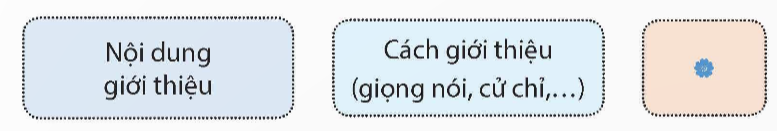 Nội dung
giới thiệu
Cách giới thiệu
(giọng nói, cử chỉ,…)